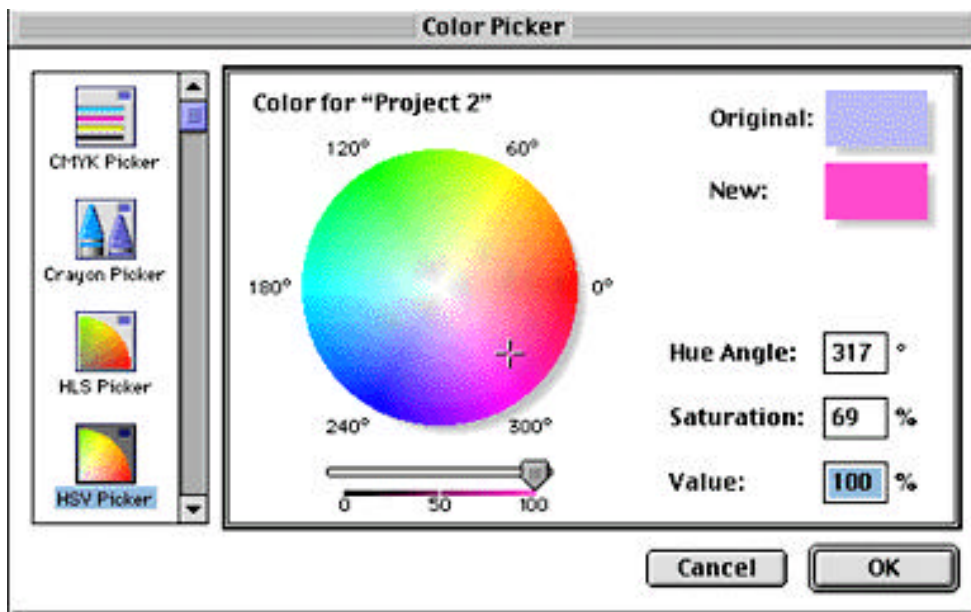 Color Picker
CMYK Picker
Crayon Picker
HLS Picker
HSV Picker
Color for “Project 2”
120°
60°
180°
0°
240°
300°
0
50
100
Original:
New:
Hue Angle: 317 °
Saturation: 69 %
Value: 100 %
Cancel
OK